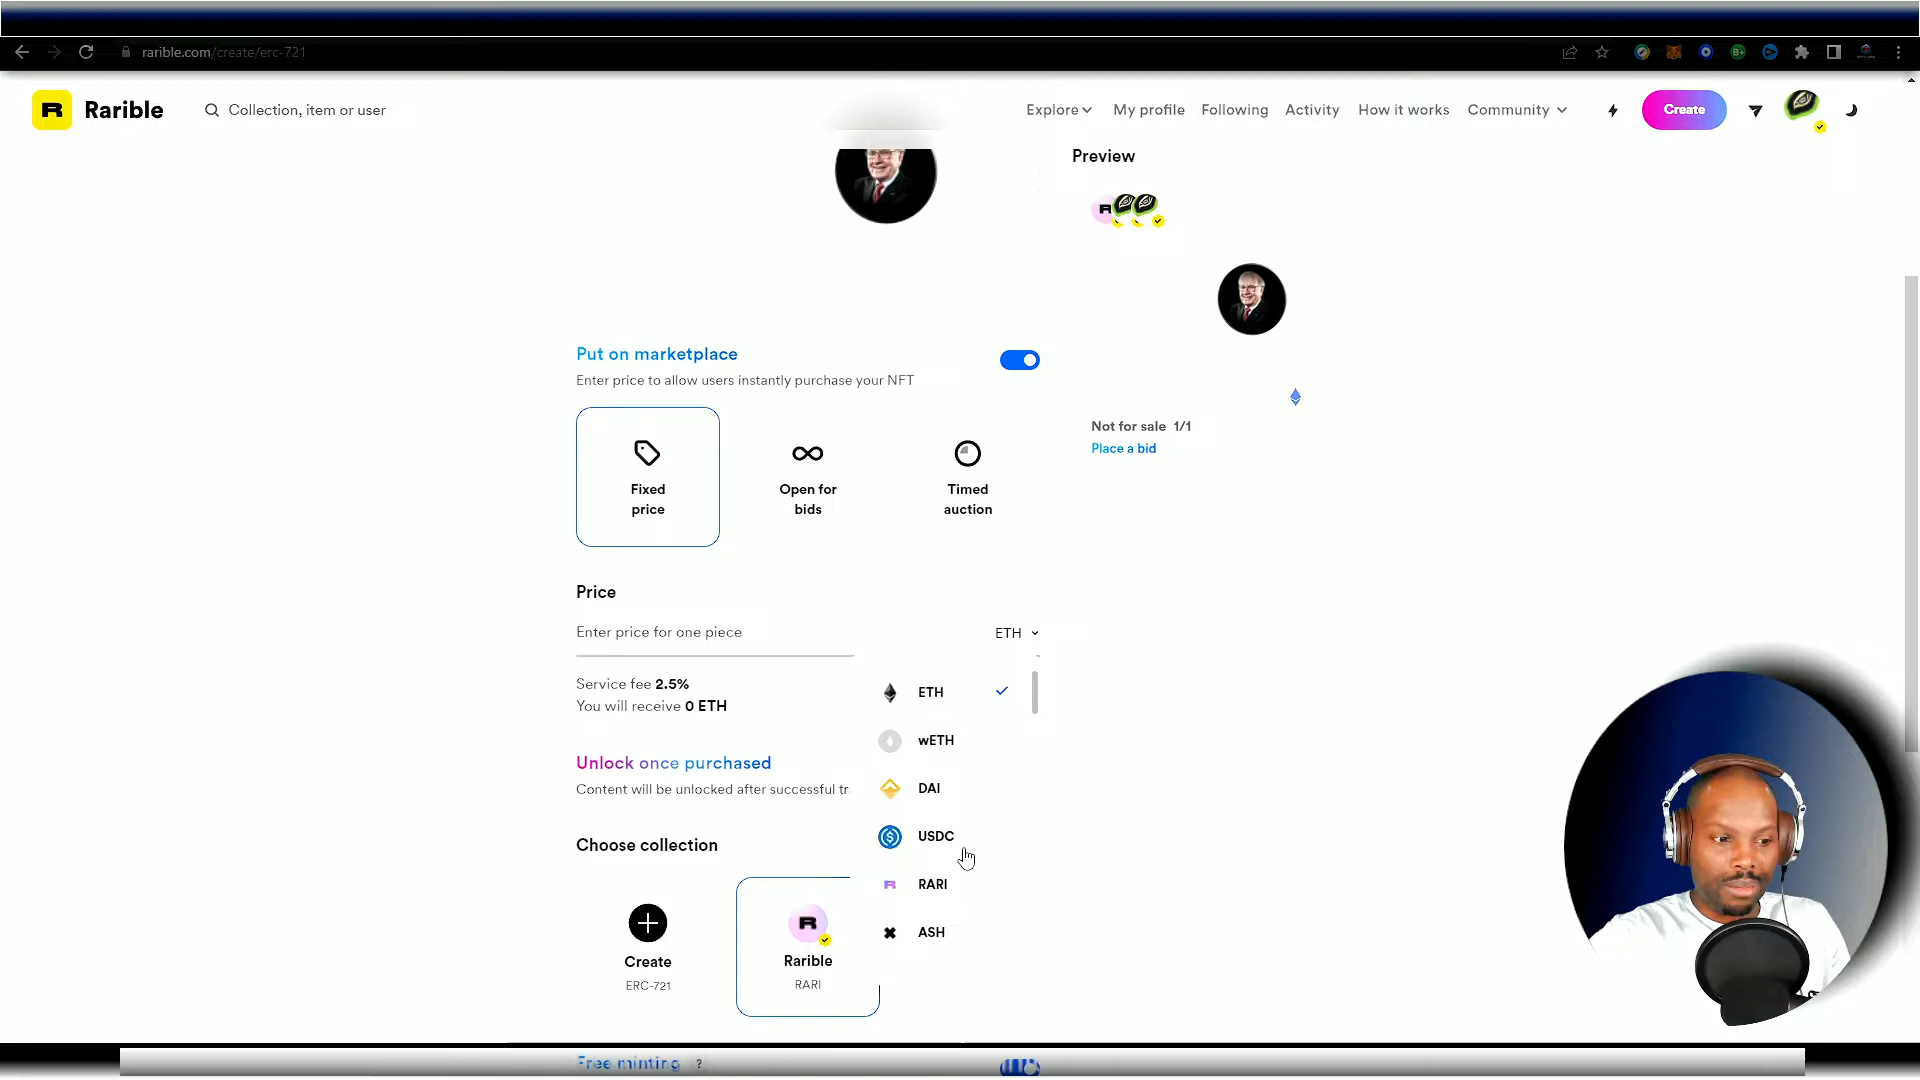 rarible.com/create/erc-721
Rarible
Collection, item or user
Explore
My profile
Following
Activity
How it works
Community
Create
Preview
Put on marketplace
Enter price to allow users instantly purchase your NFT
Fixed
price
Open for
bids
Timed
auction
Not for sale 1/1
Place a bid
Price
Enter price for one piece
ETH
Service fee 2.5%
You will receive 0 ETH
ETH
wETH
DAI
USDC
RARI
ASH
Unlock once purchased
Content will be unlocked after successful tr
Choose collection
Create
ERC-721
R
Rarible
RARI
Free minting ?